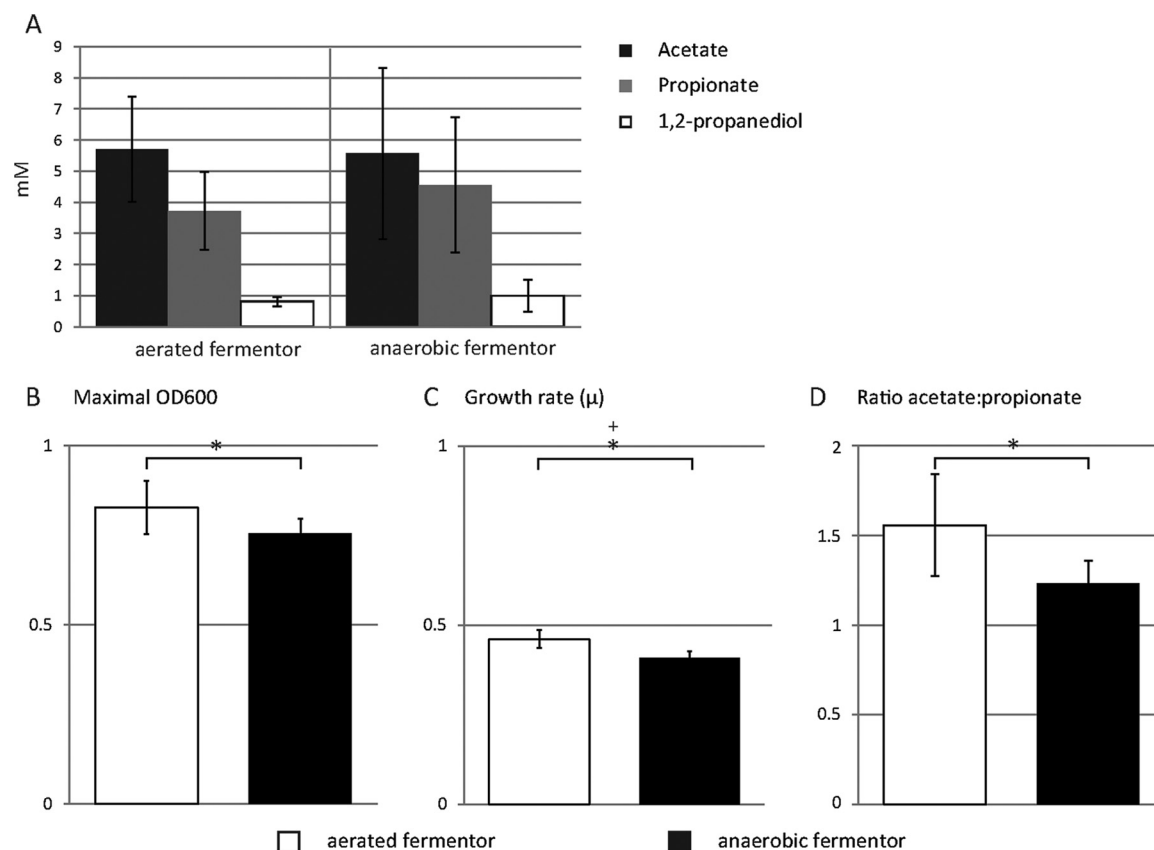 A
9
8
7
6
5
4
3
2
1
0
mM
aerated fermentor
anaerobic fermentor
Acetate
Propionate
1,2-propanediol
B Maximal OD600
1
0.5
0
*
C Growth rate (µ)
1
0.5
0
+
*
D Ratio acetate:propionate
2
1.5
1
0.5
0
*
aerated fermentor
anaerobic fermentor